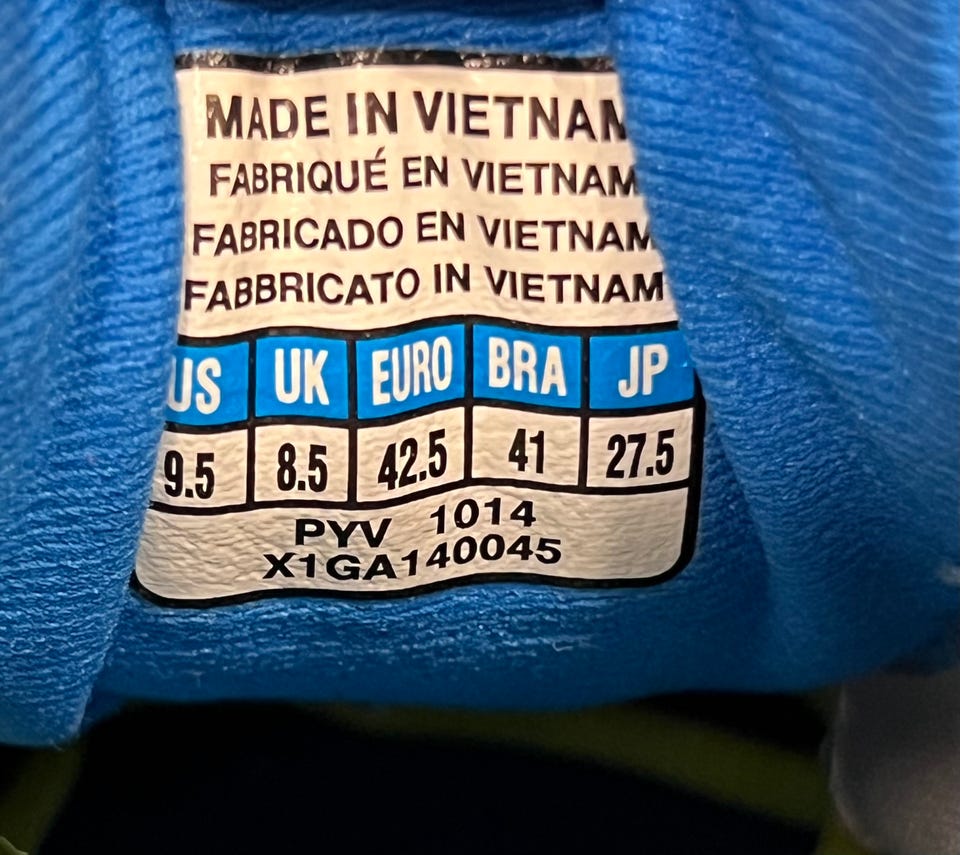 MADE IN VIETNAM
FABRIQUÉ EN VIETNAM
FABRICADO EN VIETNAM
FABBRICATO IN VIETNAM
US UK EURO BRA JP
9.5 8.5 42.5 41 27.5
PYV 1014
X1GA140045